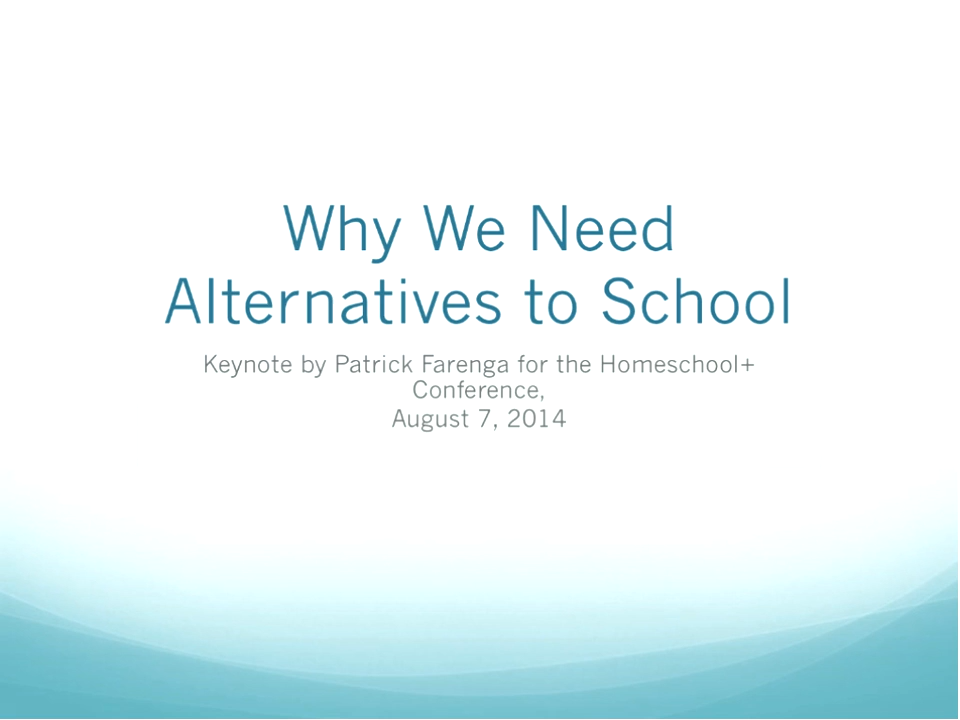 Why We Need
Alternatives to School
Keynote by Patrick Farenga for the Homeschool+
Conference,
August 7, 2014